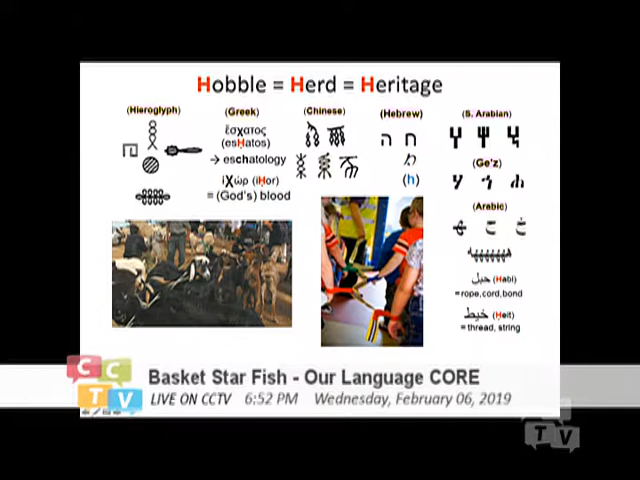 Hobble = Herd = Heritage
(Hieroglyph) (Greek) (Chinese) (Hebrew) (S. Arabian)
ἔσχατος
(esHatos)
→ eschatology
ἰχώρ (iHor)
= (God's) blood
ה ח
(h)
(Ge'z)
(Arabic)
حبل (Habl)
=rope,cord,bond
خيط (Heit)
= thread, string
Basket Star Fish - Our Language CORE
LIVE ON CCTV 6:52 PM Wednesday, February 06, 2019
CCTV
TV